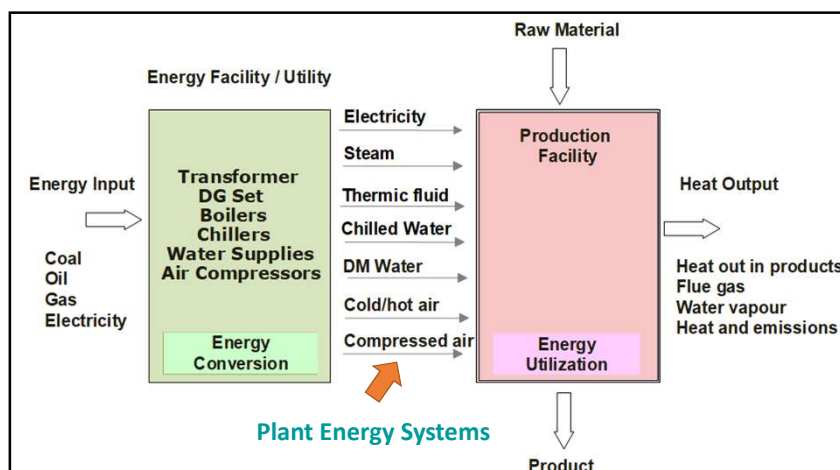 Raw Material
Energy Facility / Utility
Energy Input
Coal
Oil
Gas
Electricity
Transformer
DG Set
Boilers
Chillers
Water Supplies
Air Compressors
Energy
Conversion
Electricity
Steam
Thermic fluid
Chilled Water
DM Water
Cold/hot air
Compressed air
Plant Energy Systems
Production
Facility
Energy
Utilization
Heat Output
Heat out in products
Flue gas
Water vapour
Heat and emissions
Product